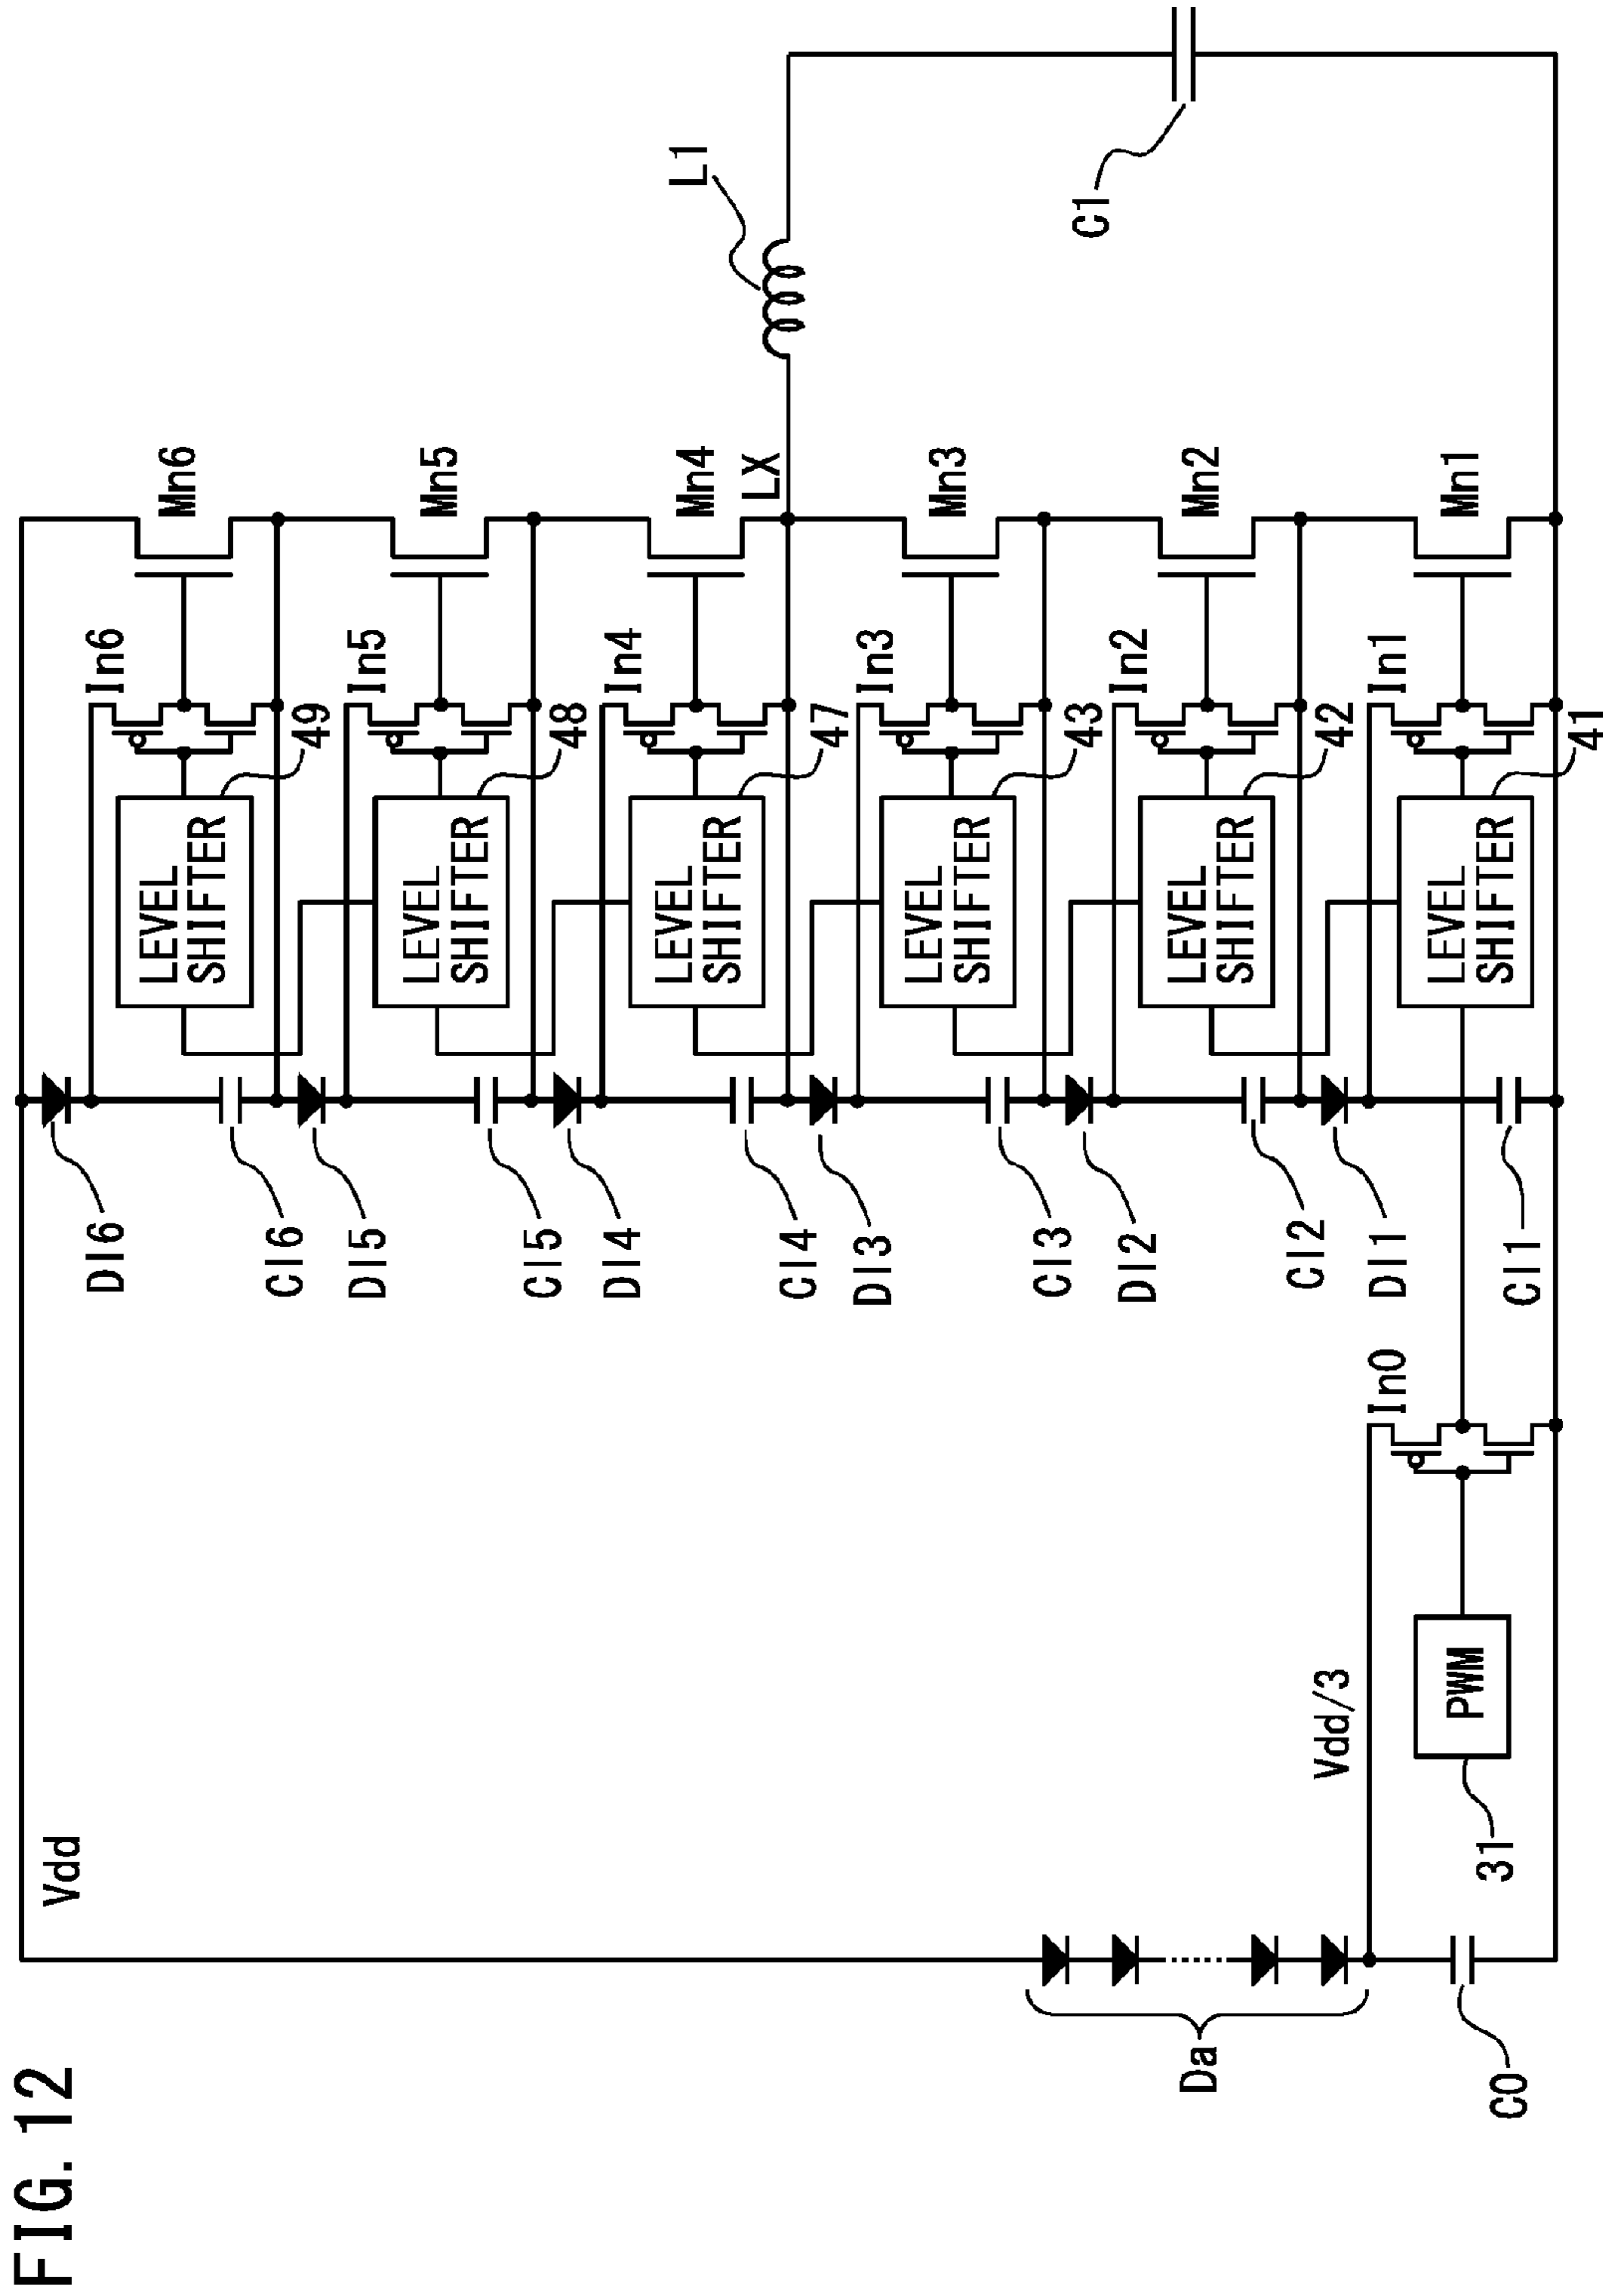 FIG. 12
Vdd
DI6
In6
Mn6
LEVEL
SHIFTER
49
CI6
DI5
In5
Mn5
LEVEL
SHIFTER
48
CI5
DI4
In4
Mn4
LEVEL
SHIFTER
47
CI4
LX
L1
DI3
In3
Mn3
LEVEL
SHIFTER
43
CI3
DI2
In2
Mn2
LEVEL
SHIFTER
42
CI2
DI1
In1
Mn1
LEVEL
SHIFTER
41
CI1
C1
Vdd/3
In0
PWM
31
Da
C0